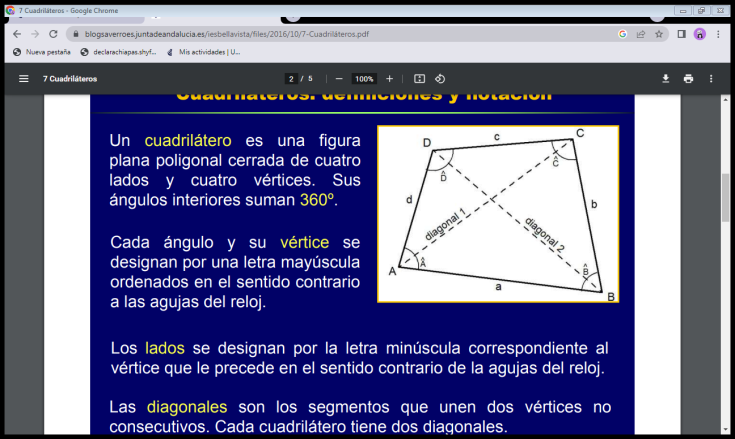 7 Cuadriláteros - Google Chrome
blogsaverroes.juntadeandalucia.es/iesbellavista/files/2016/10/7-Cuadriláteros.pdf
Nueva pestaña
declarachiapas.shyf...
Mis actividades | U...
7 Cuadriláteros
2 / 5
100%
Cuadriláteros: definiciones y notación
Un cuadrilátero es una figura
plana poligonal cerrada de cuatro
lados y cuatro vértices. Sus
ángulos interiores suman 360º.
Cada ángulo y su vértice se
designan por una letra mayúscula
ordenados en el sentido contrario
a las agujas del reloj.
D
c
C
D̂
Ĉ
d
b
diagonal 1
diagonal 2
A
Â
B̂
a
B
Los lados se designan por la letra minúscula correspondiente al
vértice que le precede en el sentido contrario de la agujas del reloj.
Las diagonales son los segmentos que unen dos vértices no
consecutivos. Cada cuadrilátero tiene dos diagonales.